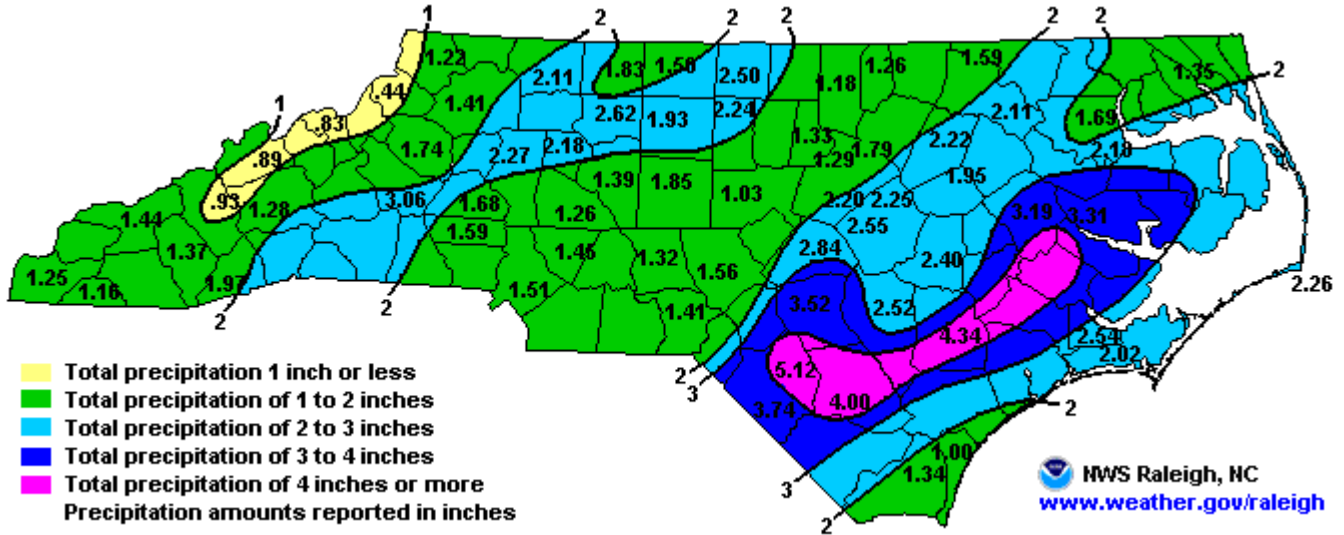 1 2 2 2 2
1.22 1.83 1.50 2.50 1.26 1.59 1.35 2
2.11 1.18
.44 1.41 2.62 1.93 2.24 2.11 1.69
1 .83 1.33 2.22
.89 1.74 2.27 2.18 1.29 1.79 2.18
.93 1.28 3.06 1.39 1.85 1.03 1.95
1.68 1.26 2.20 2.25 3.19 3.31
1.44 1.59 2.55
1.37 1.45 1.32 1.56 2.84 2.40
1.25 1.16 1.97 1.51 3.52 2.52 2.26
2 2 1.41 4.34 2.54
2.02
Total precipitation 1 inch or less 2 5.12
Total precipitation of 1 to 2 inches 3 3.74 4.00 2
Total precipitation of 2 to 3 inches
Total precipitation of 3 to 4 inches 1.00
Total precipitation of 4 inches or more 3 1.34 NWS Raleigh, NC
Precipitation amounts reported in inches 2 www.weather.gov/raleigh